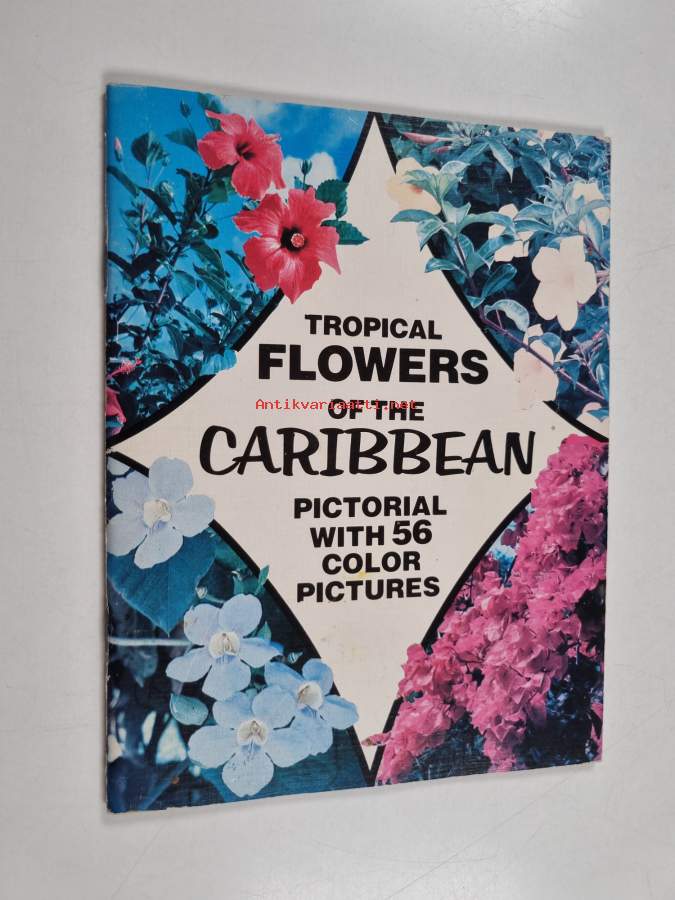 TROPICAL
FLOWERS
Antikvariaatti.net
OF THE
CARIBBEAN
PICTORIAL
WITH 56
COLOR
PICTURES